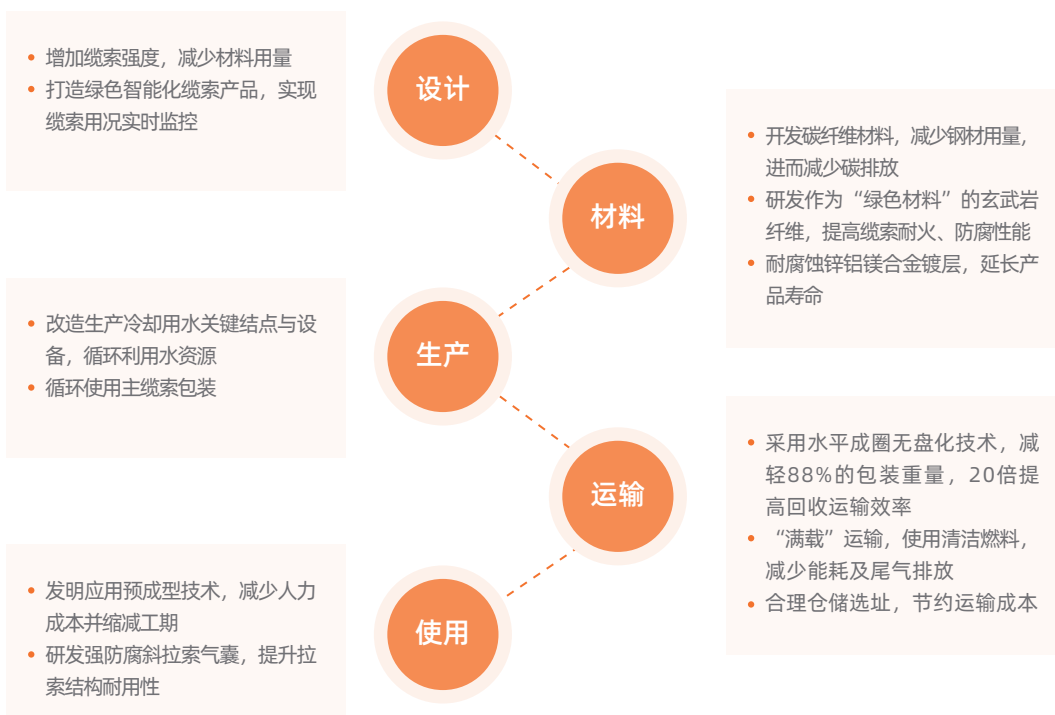 设计
• 增加缆索强度，减少材料用量
• 打造绿色智能化缆索产品，实现
缆索用况实时监控
材料
• 开发碳纤维材料，减少钢材用量，
进而减少碳排放
• 研发作为“绿色材料”的玄武岩
纤维，提高缆索耐火、防腐性能
• 耐腐蚀锌铝镁合金镀层，延长产
品寿命
生产
• 改造生产冷却用水关键结点与设
备，循环利用水资源
• 循环使用主缆索包装
运输
• 采用水平成圈无盘化技术，减
轻88%的包装重量，20倍提
高回收运输效率
• “满载”运输，使用清洁燃料，
减少能耗及尾气排放
• 合理仓储选址，节约运输成本
使用
• 发明应用预成型技术，减少人力
成本并缩减工期
• 研发强防腐斜拉索气囊，提升拉
索结构耐用性